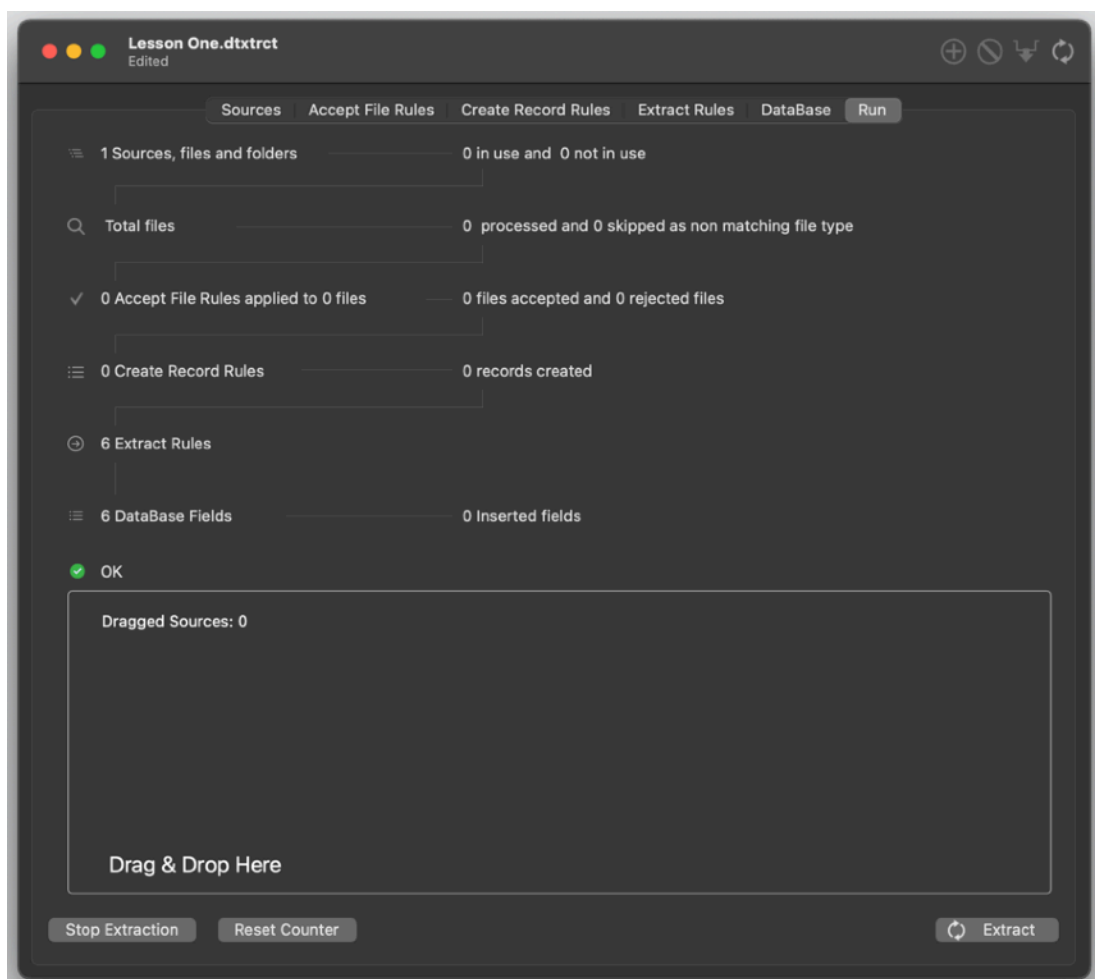 Lesson One.dtxtrct
Edited
Sources Accept File Rules Create Record Rules Extract Rules DataBase Run
1 Sources, files and folders 0 in use and 0 not in use
Total files 0 processed and 0 skipped as non matching file type
0 Accept File Rules applied to 0 files 0 files accepted and 0 rejected files
0 Create Record Rules 0 records created
6 Extract Rules
6 DataBase Fields 0 Inserted fields
OK
Dragged Sources: 0
Drag & Drop Here
Stop Extraction Reset Counter Extract